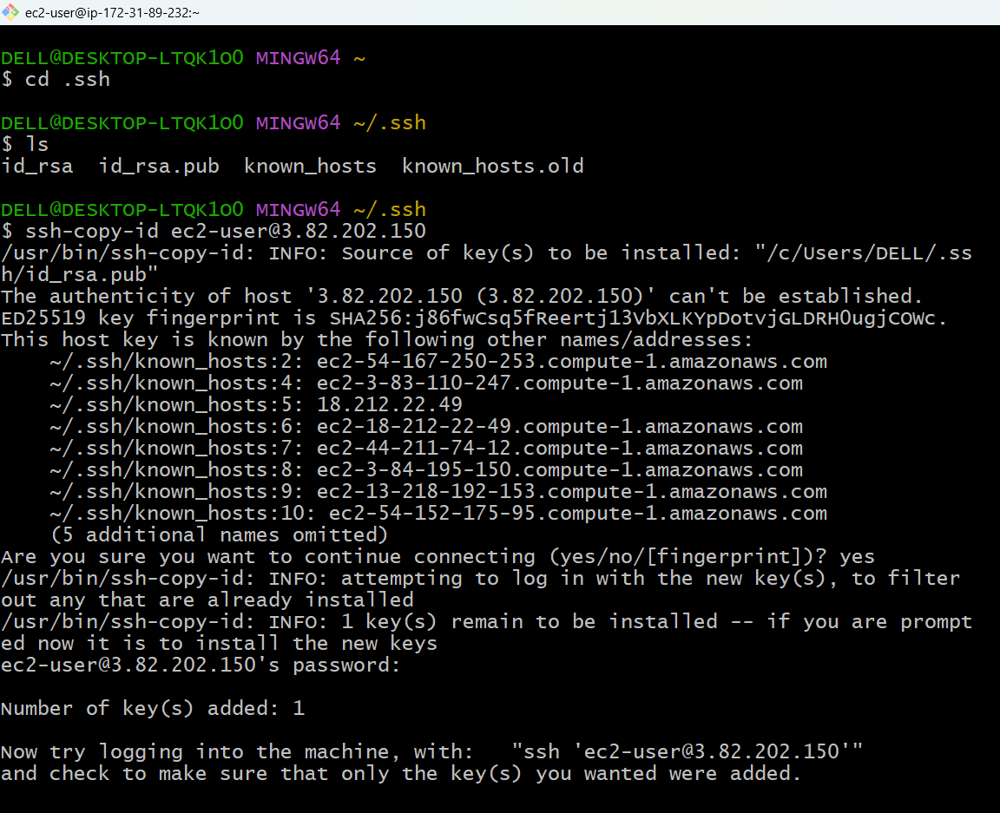 ec2-user@ip-172-31-89-232:~
DELL@DESKTOP-LTQK1O0 MINGW64 ~
$ cd .ssh
DELL@DESKTOP-LTQK1O0 MINGW64 ~/.ssh
$ ls
id_rsa  id_rsa.pub  known_hosts  known_hosts.old
DELL@DESKTOP-LTQK1O0 MINGW64 ~/.ssh
$ ssh-copy-id ec2-user@3.82.202.150
/usr/bin/ssh-copy-id: INFO: Source of key(s) to be installed: "/c/Users/DELL/.ss
h/id_rsa.pub"
The authenticity of host '3.82.202.150 (3.82.202.150)' can't be established.
ED25519 key fingerprint is SHA256:j86fwCsq5fReertj13VbXLKYpDotvjGLDRH0ugjCOWc.
This host key is known by the following other names/addresses:
    ~/.ssh/known_hosts:2: ec2-54-167-250-253.compute-1.amazonaws.com
    ~/.ssh/known_hosts:4: ec2-3-83-110-247.compute-1.amazonaws.com
    ~/.ssh/known_hosts:5: 18.212.22.49
    ~/.ssh/known_hosts:6: ec2-18-212-22-49.compute-1.amazonaws.com
    ~/.ssh/known_hosts:7: ec2-44-211-74-12.compute-1.amazonaws.com
    ~/.ssh/known_hosts:8: ec2-3-84-195-150.compute-1.amazonaws.com
    ~/.ssh/known_hosts:9: ec2-13-218-192-153.compute-1.amazonaws.com
    ~/.ssh/known_hosts:10: ec2-54-152-175-95.compute-1.amazonaws.com
    (5 additional names omitted)
Are you sure you want to continue connecting (yes/no/[fingerprint])? yes
/usr/bin/ssh-copy-id: INFO: attempting to log in with the new key(s), to filter
out any that are already installed
/usr/bin/ssh-copy-id: INFO: 1 key(s) remain to be installed -- if you are prompt
ed now it is to install the new keys
ec2-user@3.82.202.150's password:
Number of key(s) added: 1
Now try logging into the machine, with:   "ssh 'ec2-user@3.82.202.150'"
and check to make sure that only the key(s) you wanted were added.